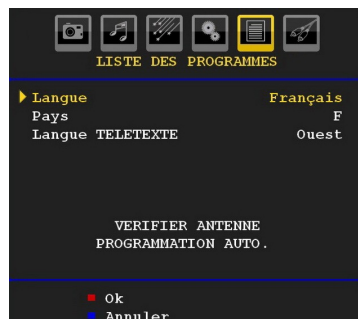 LISTE DES PROGRAMMES
Langue Français
Pays F
Langue TELETEXTE Ouest
VERIFIER ANTENNE
PROGRAMMATION AUTO.
Ok
Annuler